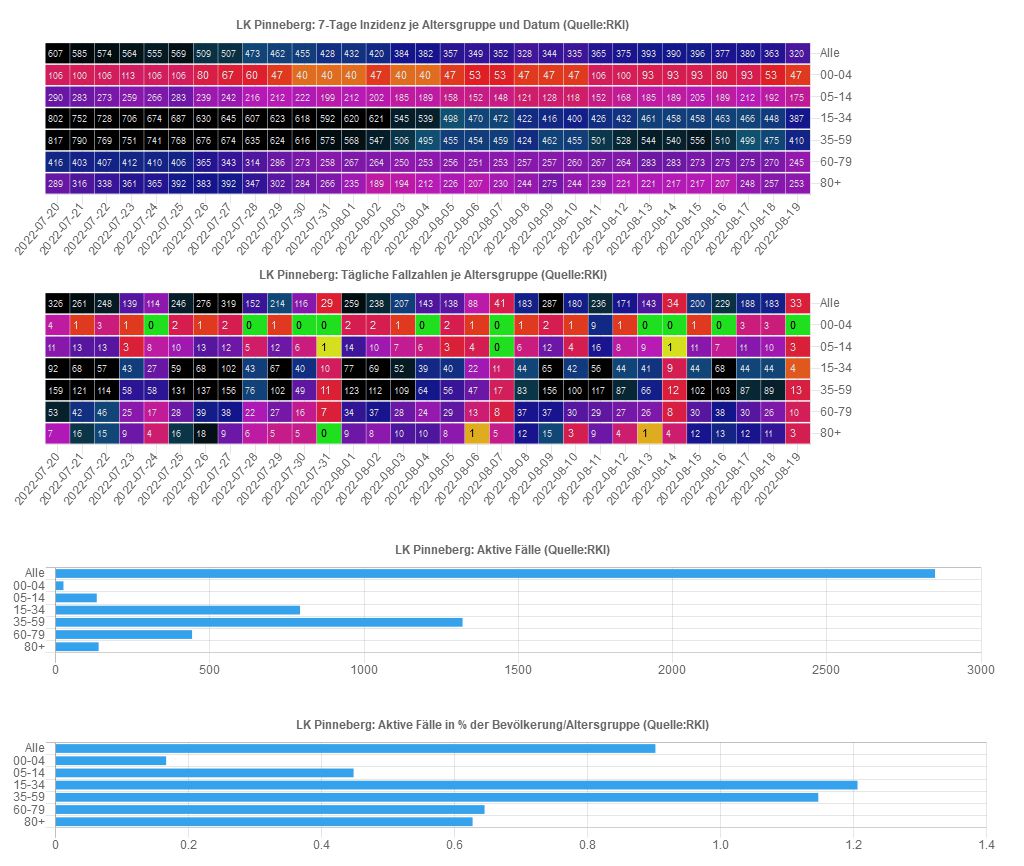 LK Pinneberg: 7-Tage Inzidenz je Altersgruppe und Datum (Quelle:RKI)
607 585 574 564 555 569 509 507 473 462 455 428 432 420 384 382 357 349 352 328 344 335 365 375 393 390 396 377 380 363 320 Alle
106 100 106 113 106 106 80 67 60 47 40 40 40 47 40 40 47 53 53 47 47 47 106 100 93 93 93 80 93 53 47 00-04
290 283 273 259 266 283 239 242 216 212 222 199 212 202 185 189 158 152 148 121 128 118 152 168 185 189 205 189 212 192 175 05-14
802 752 728 706 674 687 630 645 607 623 618 592 620 621 545 539 498 470 472 422 416 400 426 432 461 458 458 463 466 448 387 15-34
817 790 769 751 741 768 676 674 635 624 616 575 568 547 506 495 455 454 459 424 462 455 501 528 544 540 556 510 499 475 410 35-59
416 403 407 412 410 406 365 343 314 286 273 258 267 264 250 253 256 251 253 257 257 260 267 264 283 283 273 275 275 270 245 60-79
289 316 338 361 365 392 383 392 347 302 284 266 235 189 194 212 226 207 230 244 275 244 239 221 221 217 217 207 248 257 253 80+
2022-07-20 2022-07-21 2022-07-22 2022-07-23 2022-07-24 2022-07-25 2022-07-26 2022-07-27 2022-07-28 2022-07-29 2022-07-30 2022-07-31 2022-08-01 2022-08-02 2022-08-03 2022-08-04 2022-08-05 2022-08-06 2022-08-07 2022-08-08 2022-08-09 2022-08-10 2022-08-11 2022-08-12 2022-08-13 2022-08-14 2022-08-15 2022-08-16 2022-08-17 2022-08-18 2022-08-19
LK Pinneberg: Tägliche Fallzahlen je Altersgruppe (Quelle:RKI)
326 261 248 139 114 246 276 319 152 214 116 29 259 238 207 143 138 88 41 183 287 180 236 171 143 34 200 229 188 183 33 Alle
4 1 3 1 0 2 1 2 0 1 0 0 2 2 1 0 2 1 0 1 2 1 9 1 0 0 1 0 3 3 0 00-04
11 13 13 3 8 10 13 12 5 12 6 1 14 10 7 6 3 4 0 6 12 4 16 8 9 1 11 7 11 10 3 05-14
92 68 57 43 27 59 68 102 43 67 40 10 77 69 52 39 40 22 11 44 65 42 56 44 41 9 44 68 44 44 4 15-34
159 121 114 58 58 131 137 156 76 102 49 11 123 112 109 64 56 47 17 83 156 100 117 87 66 12 102 103 87 89 13 35-59
53 42 46 25 17 28 39 38 22 27 16 7 34 37 28 24 29 13 8 37 37 30 29 27 26 8 30 38 30 26 10 60-79
7 16 15 9 4 16 18 9 6 5 5 0 9 8 10 10 8 1 5 12 15 3 9 4 1 4 12 13 12 11 3 80+
2022-07-20 2022-07-21 2022-07-22 2022-07-23 2022-07-24 2022-07-25 2022-07-26 2022-07-27 2022-07-28 2022-07-29 2022-07-30 2022-07-31 2022-08-01 2022-08-02 2022-08-03 2022-08-04 2022-08-05 2022-08-06 2022-08-07 2022-08-08 2022-08-09 2022-08-10 2022-08-11 2022-08-12 2022-08-13 2022-08-14 2022-08-15 2022-08-16 2022-08-17 2022-08-18 2022-08-19
LK Pinneberg: Aktive Fälle (Quelle:RKI)
Alle
00-04
05-14
15-34
35-59
60-79
80+
0 500 1000 1500 2000 2500 3000
LK Pinneberg: Aktive Fälle in % der Bevölkerung/Altersgruppe (Quelle:RKI)
Alle
00-04
05-14
15-34
35-59
60-79
80+
0 0.2 0.4 0.6 0.8 1.0 1.2 1.4